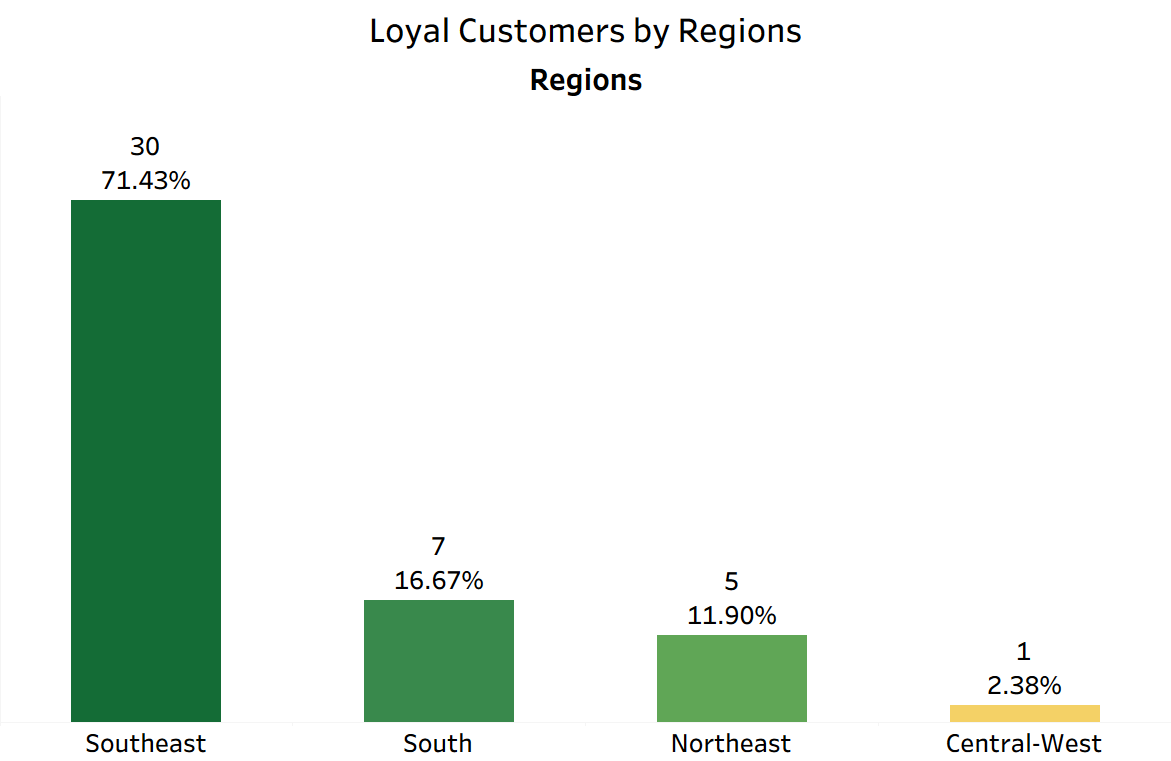 Loyal Customers by Regions
Regions
30
71.43%
7
16.67%
5
11.90%
1
2.38%
Southeast
South
Northeast
Central-West